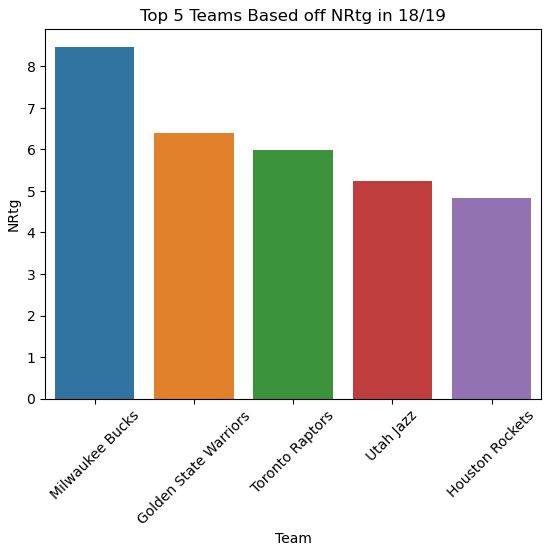 Top 5 Teams Based off NRtg in 18/19
8
7
6
5
4
3
2
1
0
NRtg
Milwaukee Bucks
Golden State Warriors
Toronto Raptors
Utah Jazz
Houston Rockets
Team